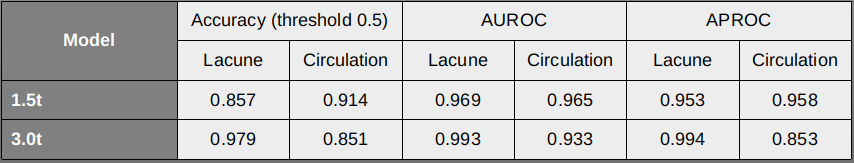 Model Accuracy (threshold 0.5) AUROC APROC
Lacune Circulation Lacune Circulation Lacune Circulation
1.5t 0.857 0.914 0.969 0.965 0.953 0.958
3.0t 0.979 0.851 0.993 0.933 0.994 0.853